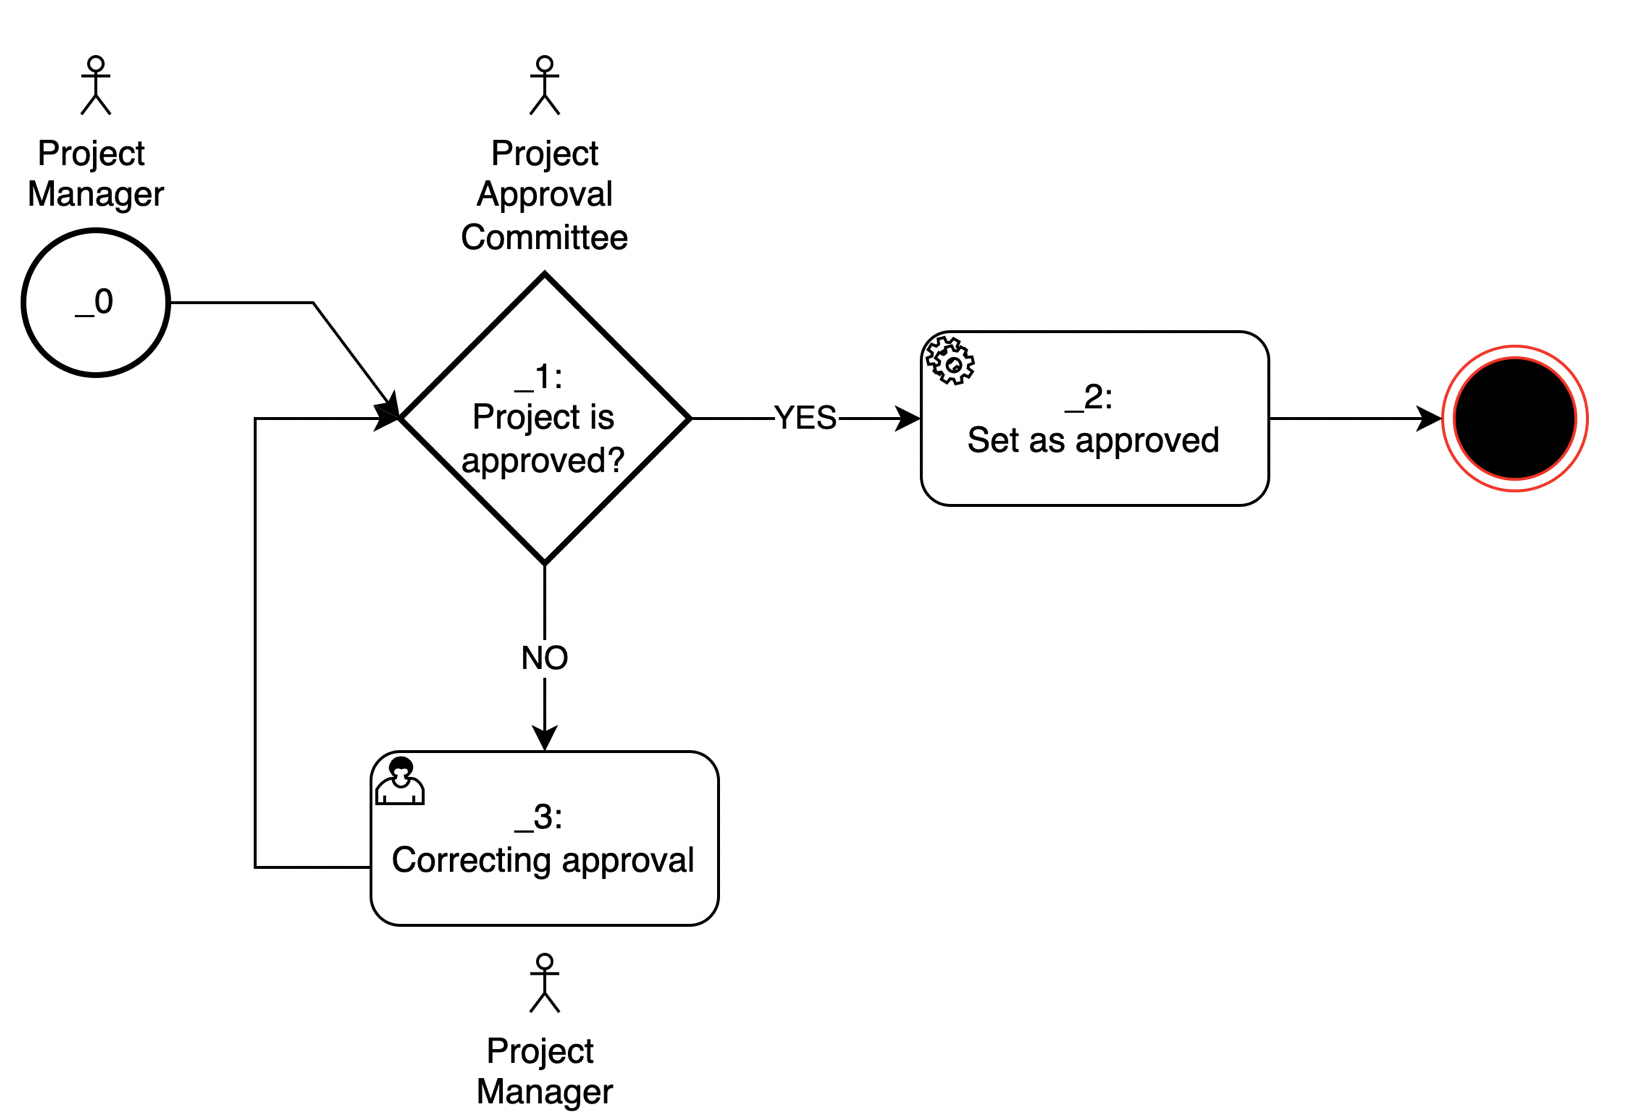 Project
Manager
_0
Project
Approval
Committee
_1:
Project is
approved?
YES
_2:
Set as approved
NO
_3:
Correcting approval
Project
Manager